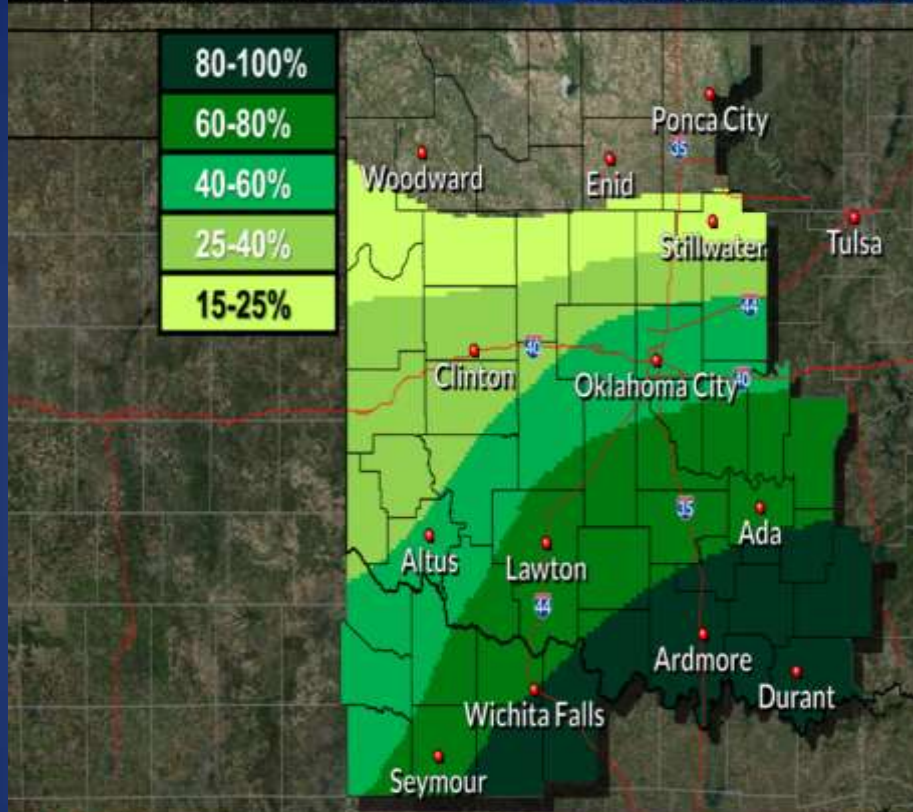 80-100%
60-80%
40-60%
25-40%
15-25%
Ponca City
35
Woodward
Enid
Stillwater
Tulsa
44
40
Clinton
Oklahoma City
40
35
Ada
Altus
Lawton
44
Ardmore
Durant
Wichita Falls
Seymour